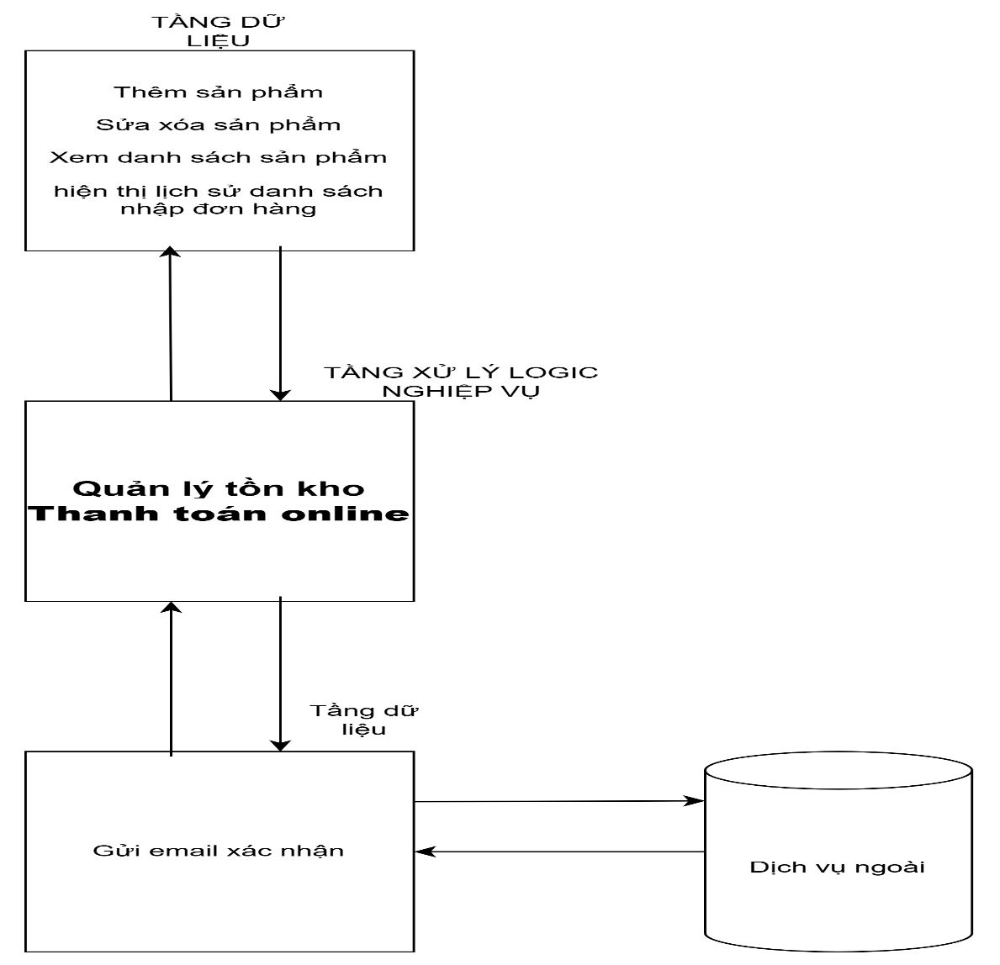 TẦNG DỮ
LIỆU
Thêm sản phẩm
Sửa xóa sản phẩm
Xem danh sách sản phẩm
hiện thị lịch sử danh sách
nhập đơn hàng
TẦNG XỬ LÝ LOGIC
NGHIỆP VỤ
Quản lý tồn kho
Thanh toán online
Tầng dữ
liệu
Gửi email xác nhận
Dịch vụ ngoài